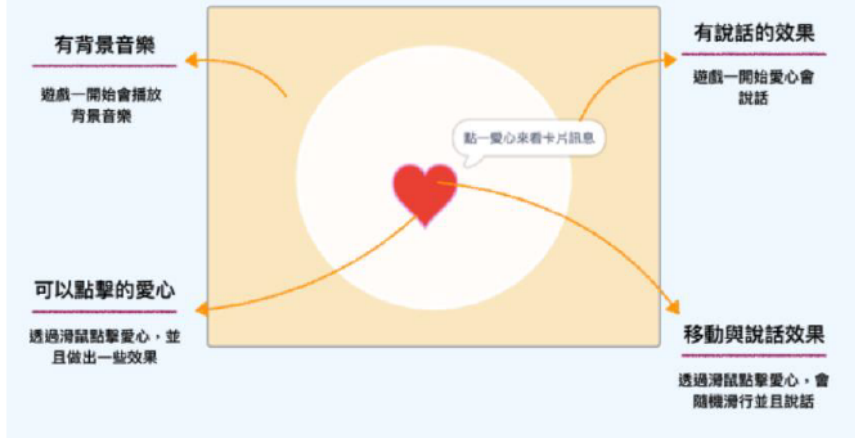 有背景音樂
遊戲一開始會播放
背景音樂
有說話的效果
遊戲一開始愛心會
說話
點一愛心來看卡片訊息
可以點擊的愛心
透過滑鼠點擊愛心，並
且做出一些效果
移動與說話效果
透過滑鼠點擊愛心，會
隨機滑行並且說話